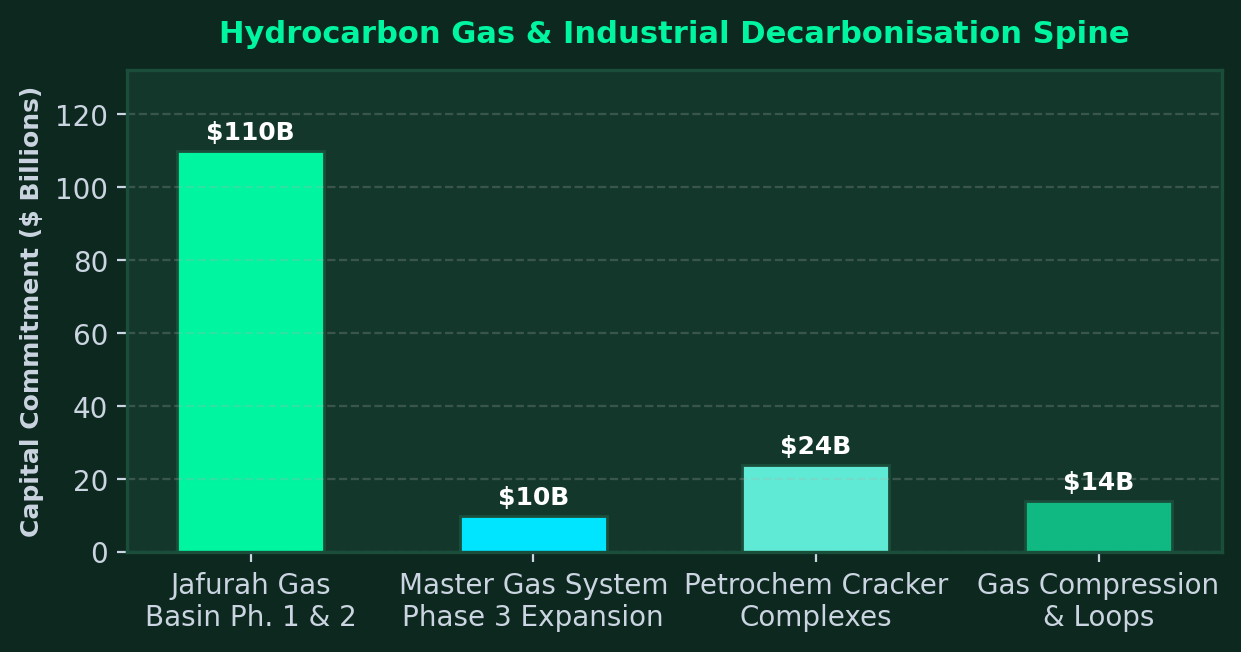 Hydrocarbon Gas & Industrial Decarbonisation Spine
Capital Commitment ($ Billions)
120
100
80
60
40
20
0
$110B
$10B
$24B
$14B
Jafurah Gas
Basin Ph. 1 & 2
Master Gas System
Phase 3 Expansion
Petrochem Cracker
Complexes
Gas Compression
& Loops